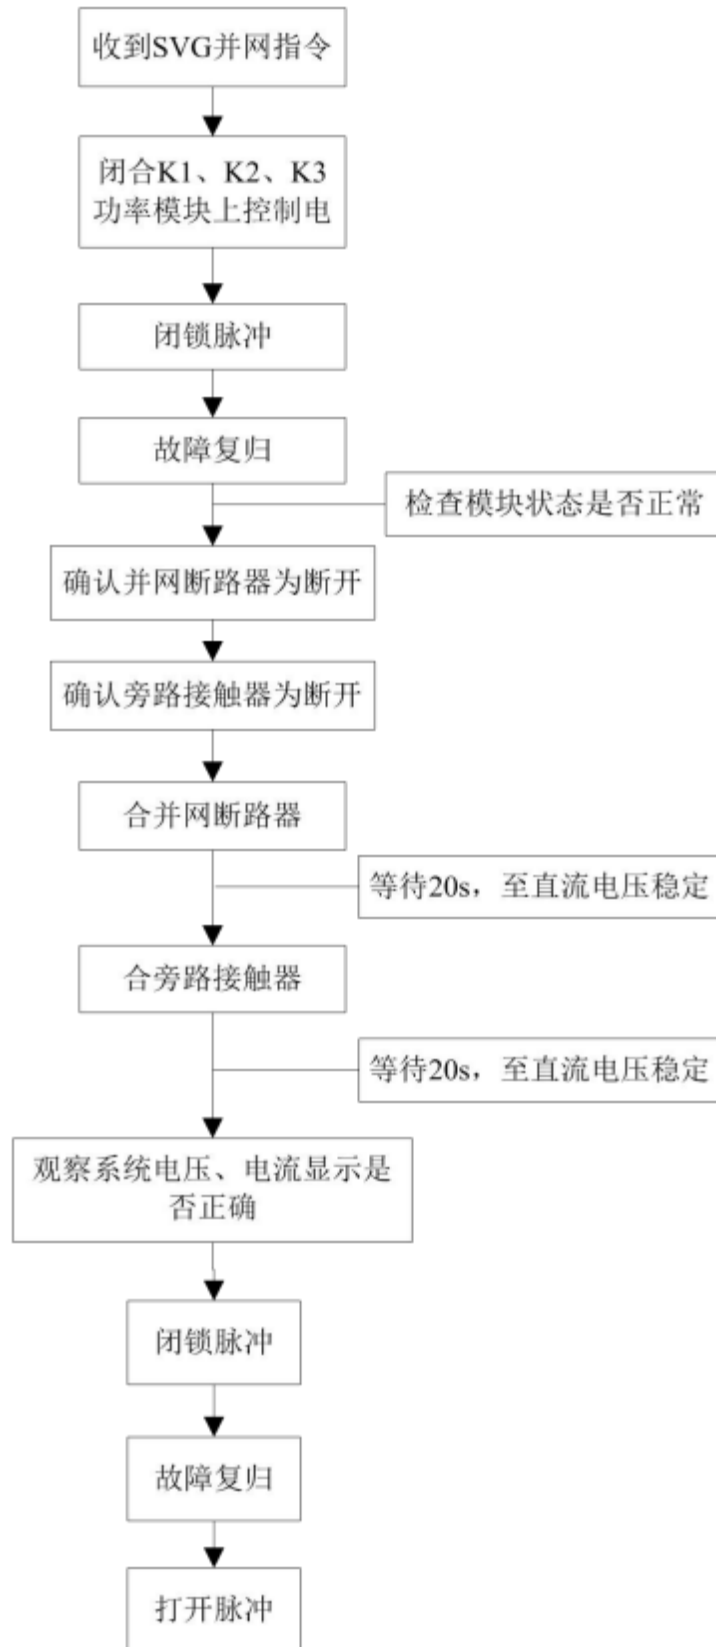 收到SVG并网指令
闭合K1、K2、K3
功率模块上控制电
闭锁脉冲
故障复归
检查模块状态是否正常
确认并网断路器为断开
确认旁路接触器为断开
合并网断路器
等待20s，至直流电压稳定
合旁路接触器
等待20s，至直流电压稳定
观察系统电压、电流显示是
否正确
闭锁脉冲
故障复归
打开脉冲